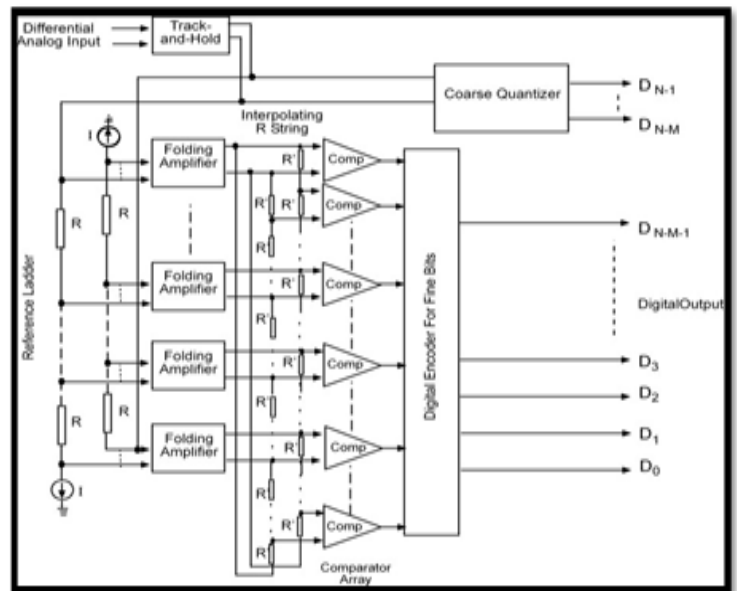 Differential
Analog Input
Track-
and-Hold
Coarse Quantizer
D N-1
D N-M
Interpolating
R String
I
Folding
Amplifier
R'
Comp
R
R
R'
R'
Comp
D N-M-1
R'
Folding
Amplifier
R'
Comp
R'
Reference Ladder
Digital Encoder For Fine Bits
DigitalOutput
Folding
Amplifier
R'
Comp
D3
R'
D2
R
R
Folding
Amplifier
R'
Comp
D1
D0
I
R'
R'
Comp
R'
Comparator
Array